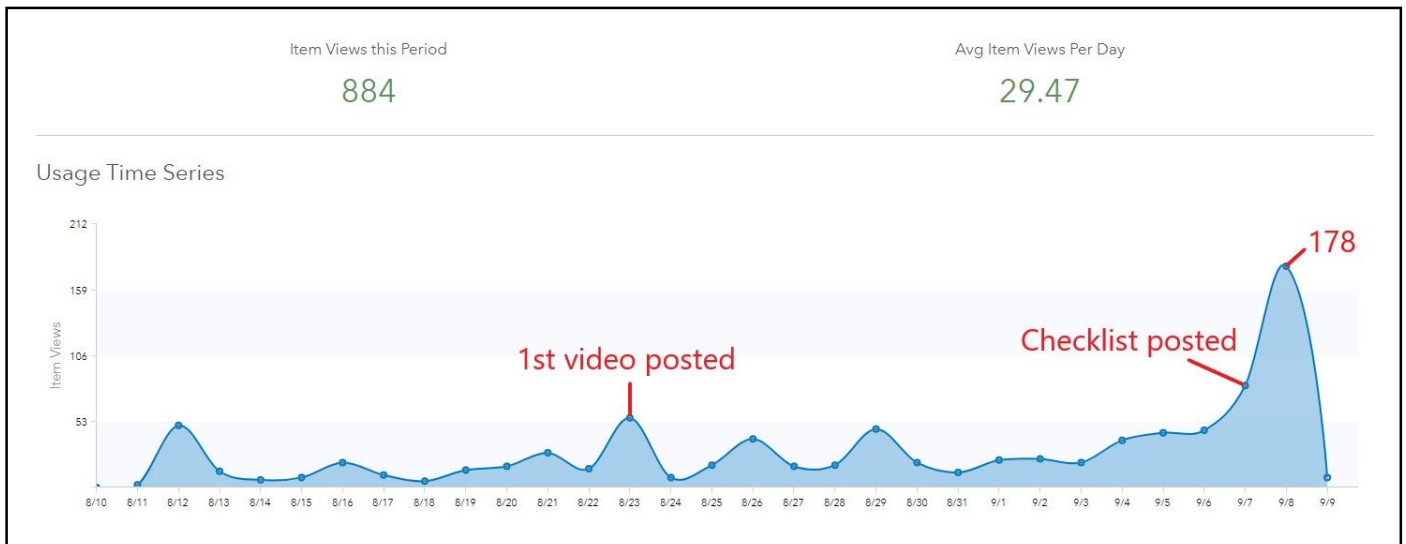 Item Views this Period
884
Avg Item Views Per Day
29.47
Usage Time Series
Item Views
212
159
106
53
1st video posted
Checklist posted
178
8/10 8/11 8/12 8/13 8/14 8/15 8/16 8/17 8/18 8/19 8/20 8/21 8/22 8/23 8/24 8/25 8/26 8/27 8/28 8/29 8/30 8/31 9/1 9/2 9/3 9/4 9/5 9/6 9/7 9/8 9/9